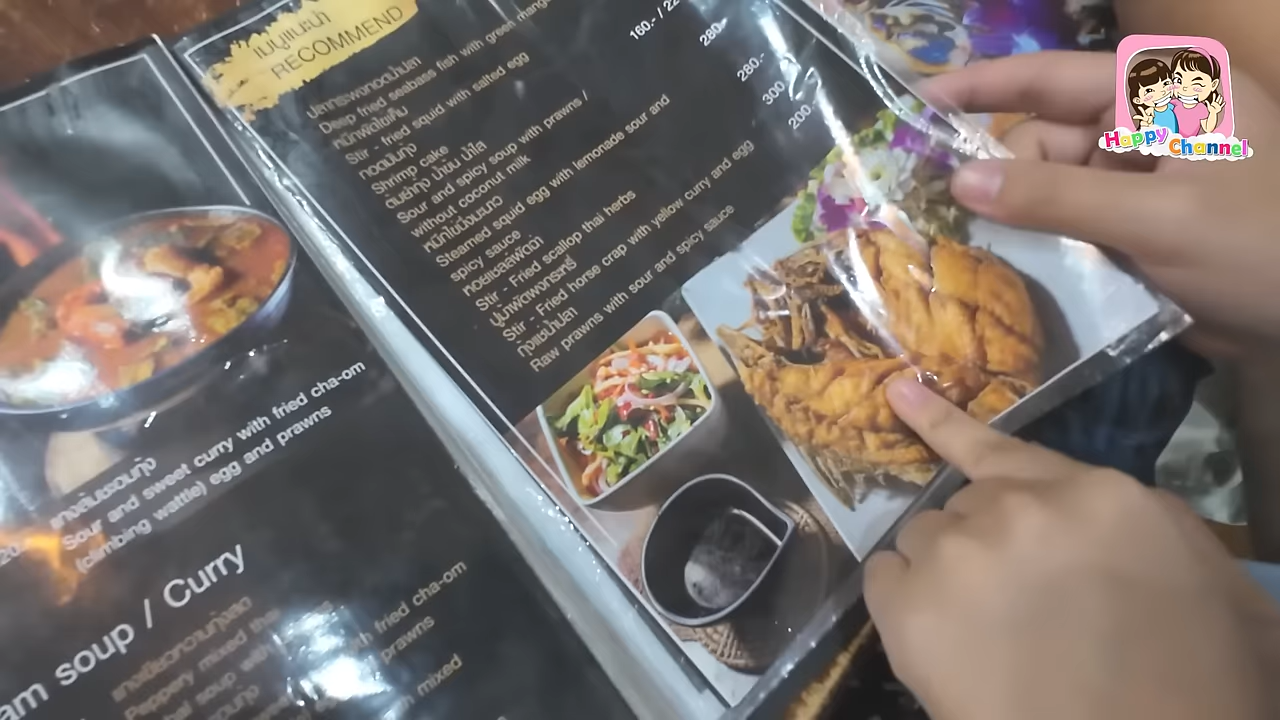 เมนูแนะนำ
RECOMMEND
ปลากระพงทอดน้ำปลา
Deep fried seabass fish with green mango
หมึกผัดไข่เค็ม
Stir - fried squid with salted egg
160.- / 22
ทอดมันกุ้ง
Shrimp cake
280.-
ต้มยำกุ้ง น้ำข้น น้ำใส
Sour and spicy soup with prawns /
without coconut milk
หมึกไข่นึ่งมะนาว
Steamed squid egg with lemonade sour and
spicy sauce
280.-
หอยเชลล์ผัดฉ่า
Stir - Fried scallop thai herbs
300
ปูม้าผัดผงกะหรี่
Stir - Fried horse crap with yellow curry and egg
200.-
กุ้งแช่น้ำปลา
Raw prawns with sour and spicy sauce
แกงส้มชะอมกุ้ง
Sour and sweet curry with fried cha-om
(climbing wattle) egg and prawns
am soup / Curry
Peppery mixed
fried cha-om
prawns
mixed
Happy Channel